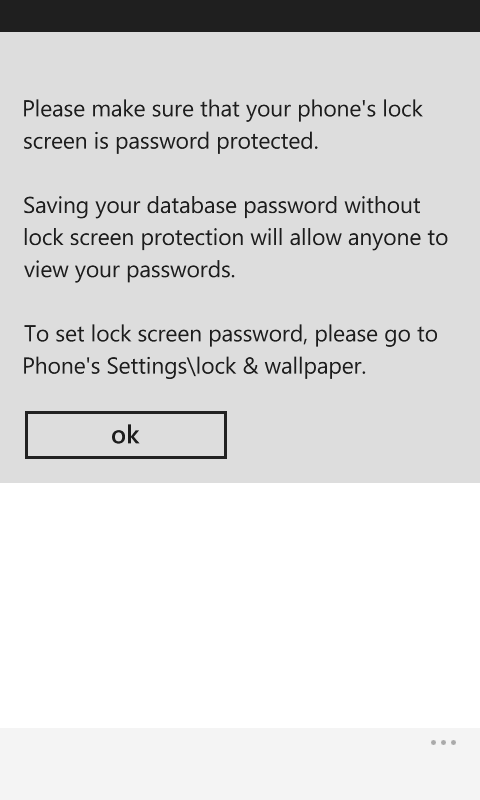 Please make sure that your phone's lock
screen is password protected.
Saving your database password without
lock screen protection will allow anyone to
view your passwords.
To set lock screen password, please go to
Phone's Settings\lock & wallpaper.
ok